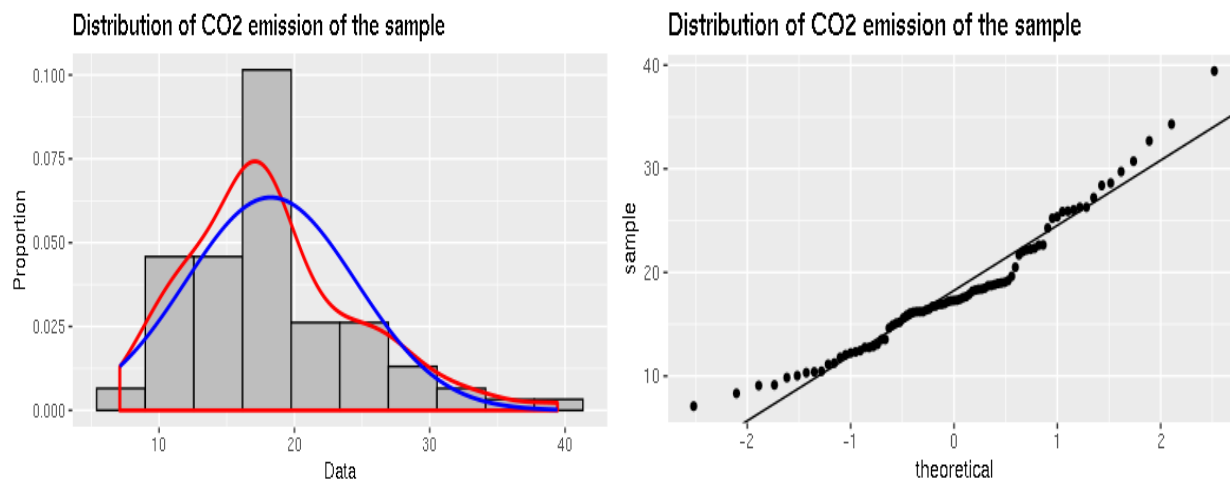 Distribution of CO2 emission of the sample
0.100
0.075
0.050
0.025
0.000
Proportion
10 20 30 40
Data
Distribution of CO2 emission of the sample
40
30
20
10
sample
-2 -1 0 1 2
theoretical